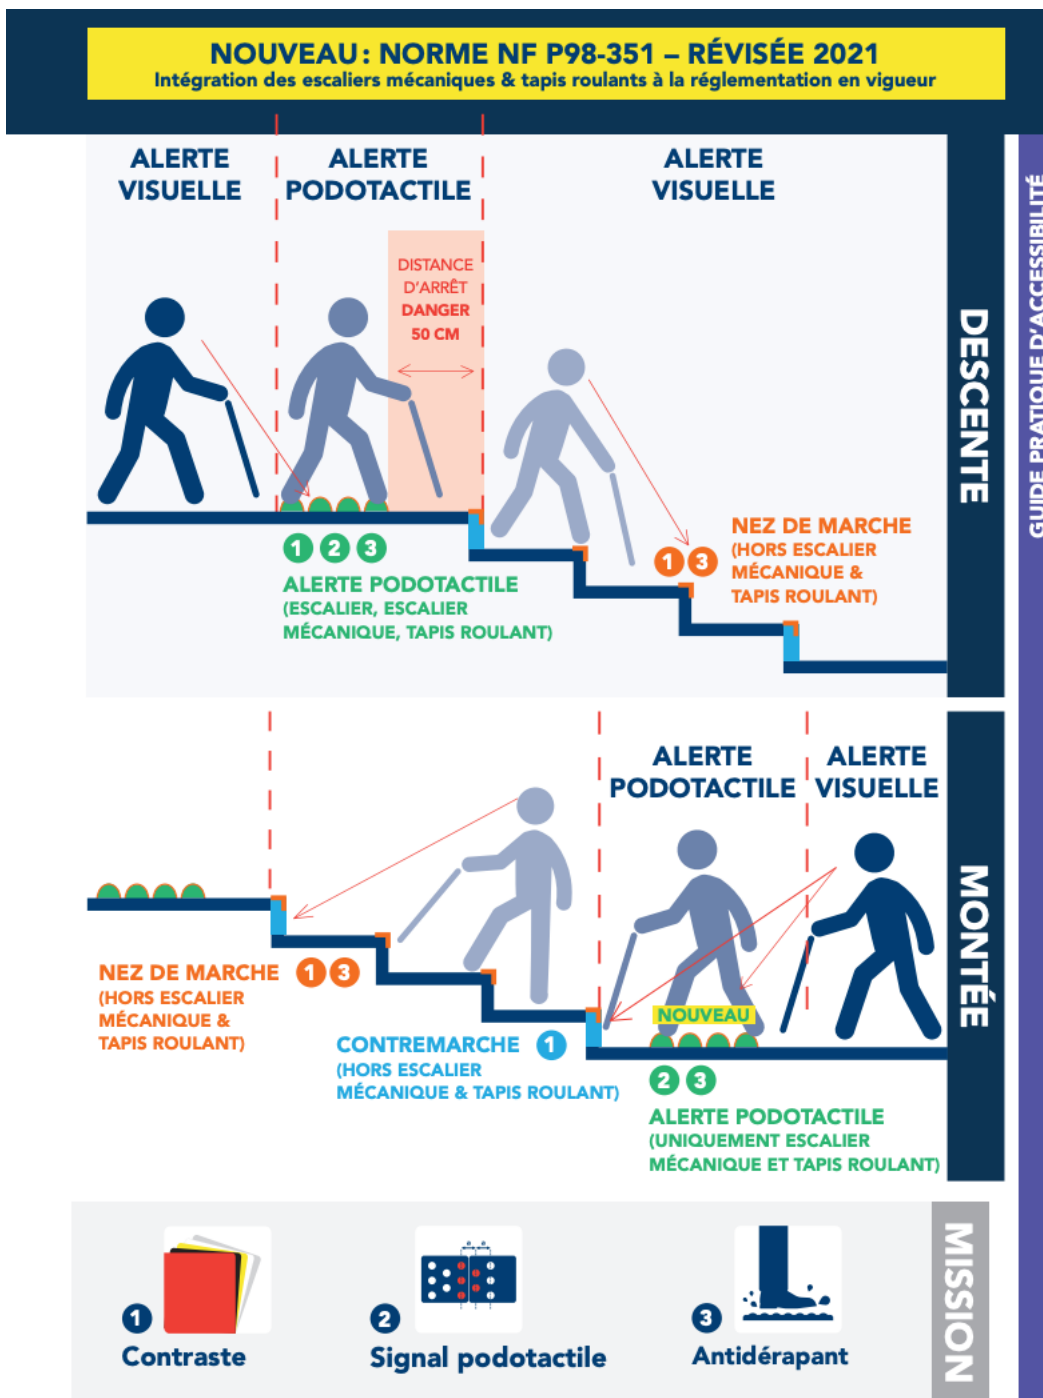 NOUVEAU : NORME NF P98-351 – RÉVISÉE 2021
Intégration des escaliers mécaniques & tapis roulants à la réglementation en vigueur
ALERTE
VISUELLE
ALERTE
PODOTACTILE
ALERTE
VISUELLE
DISTANCE
D'ARRÊT
DANGER
50 CM
1 2 3
ALERTE PODOTACTILE
(ESCALIER, ESCALIER
MÉCANIQUE, TAPIS ROULANT)
1 3
NEZ DE MARCHE
(HORS ESCALIER
MÉCANIQUE &
TAPIS ROULANT)
DESCENTE
GUIDE PRATIQUE D'ACCESSIBILITÉ
ALERTE
PODOTACTILE
ALERTE
VISUELLE
NEZ DE MARCHE 1 3
(HORS ESCALIER
MÉCANIQUE &
TAPIS ROULANT)
CONTREMARCHE 1
(HORS ESCALIER
MÉCANIQUE & TAPIS ROULANT)
NOUVEAU
2 3
ALERTE PODOTACTILE
(UNIQUEMENT ESCALIER
MÉCANIQUE ET TAPIS ROULANT)
MONTÉE
1
Contraste
2
Signal podotactile
3
Antidérapant
MISSION